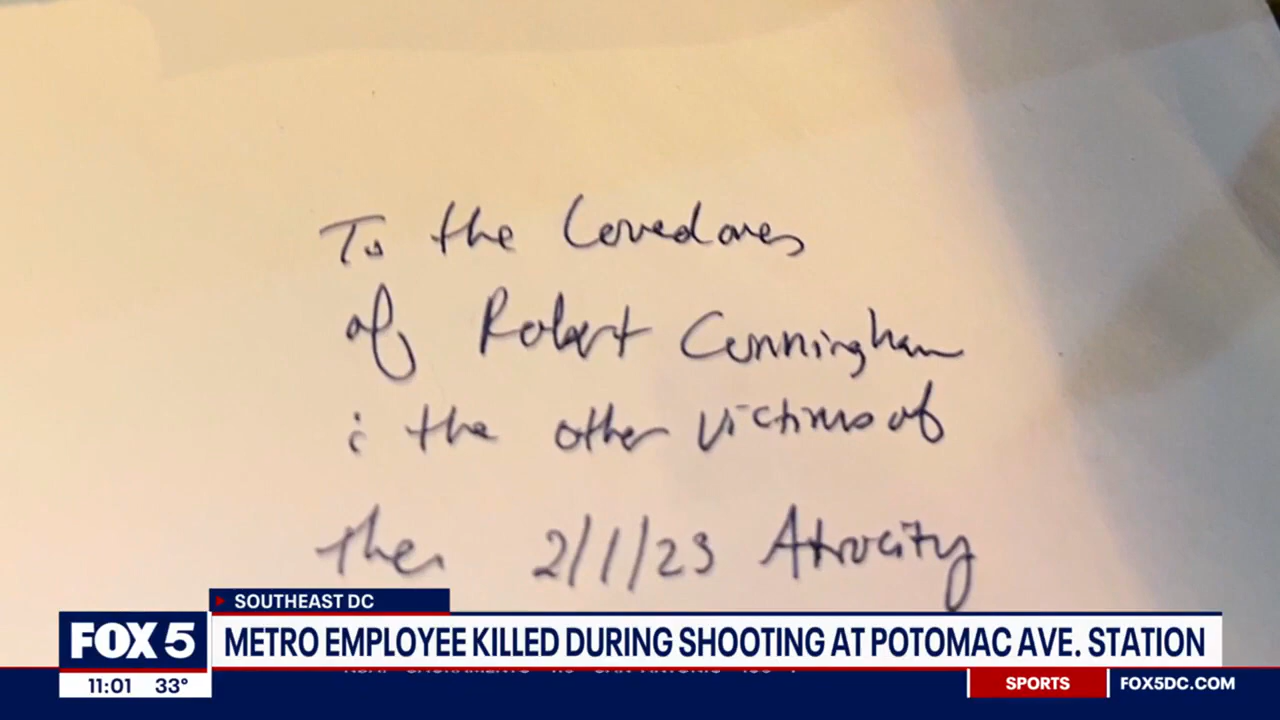 To the Lovedones
of Robert Cunningham
& the other victims of
the 2/1/23 Atrocity
SOUTHEAST DC
FOX 5
METRO EMPLOYEE KILLED DURING SHOOTING AT POTOMAC AVE. STATION
11:01 33°
SPORTS
FOX5DC.COM